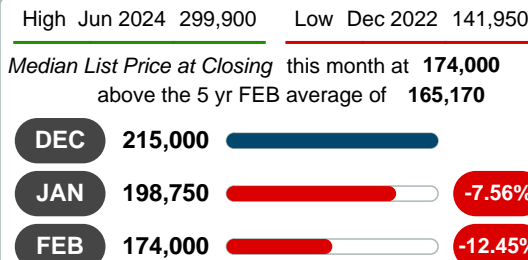 High Jun 2024 299,900 Low Dec 2022 141,950
Median List Price at Closing this month at 174,000
above the 5 yr FEB average of 165,170
DEC 215,000
JAN 198,750 -7.56%
FEB 174,000 -12.45%